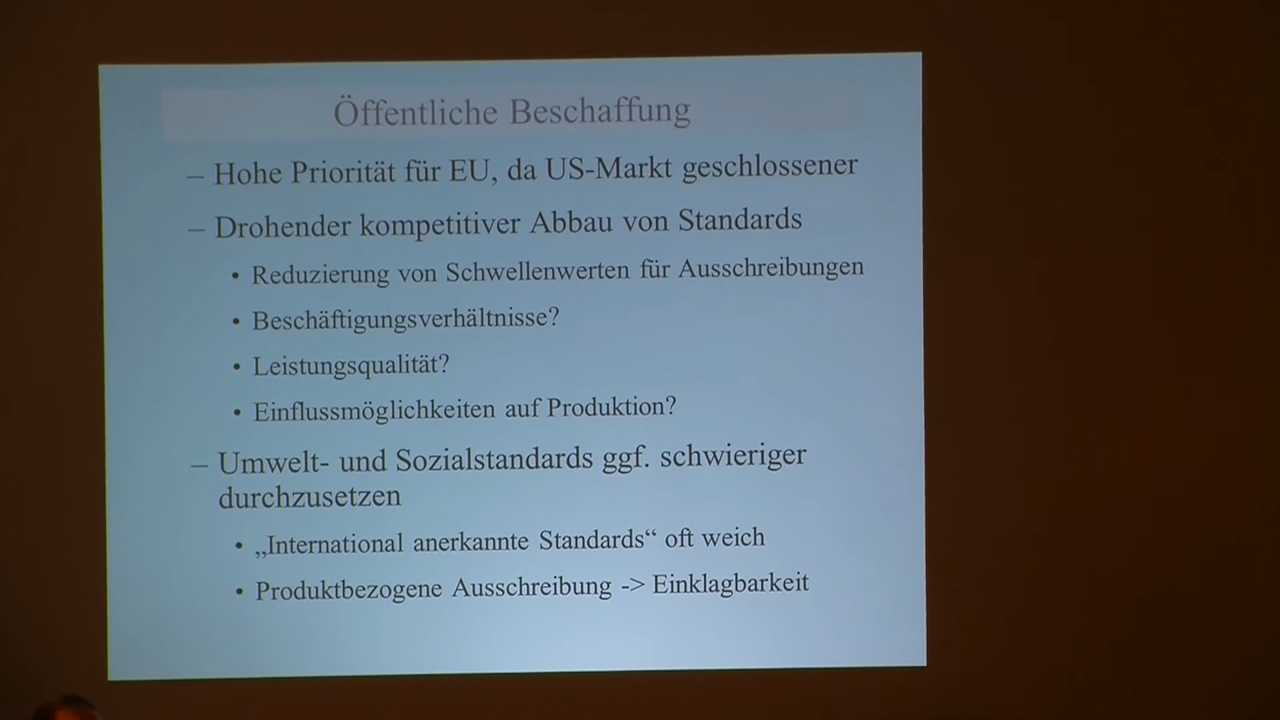 Öffentliche Beschaffung
– Hohe Priorität für EU, da US-Markt geschlossener
– Drohender kompetitiver Abbau von Standards
• Reduzierung von Schwellenwerten für Ausschreibungen
• Beschäftigungsverhältnisse?
• Leistungsqualität?
• Einflussmöglichkeiten auf Produktion?
– Umwelt- und Sozialstandards ggf. schwieriger
durchzusetzen
• „International anerkannte Standards“ oft weich
• Produktbezogene Ausschreibung -> Einklagbarkeit